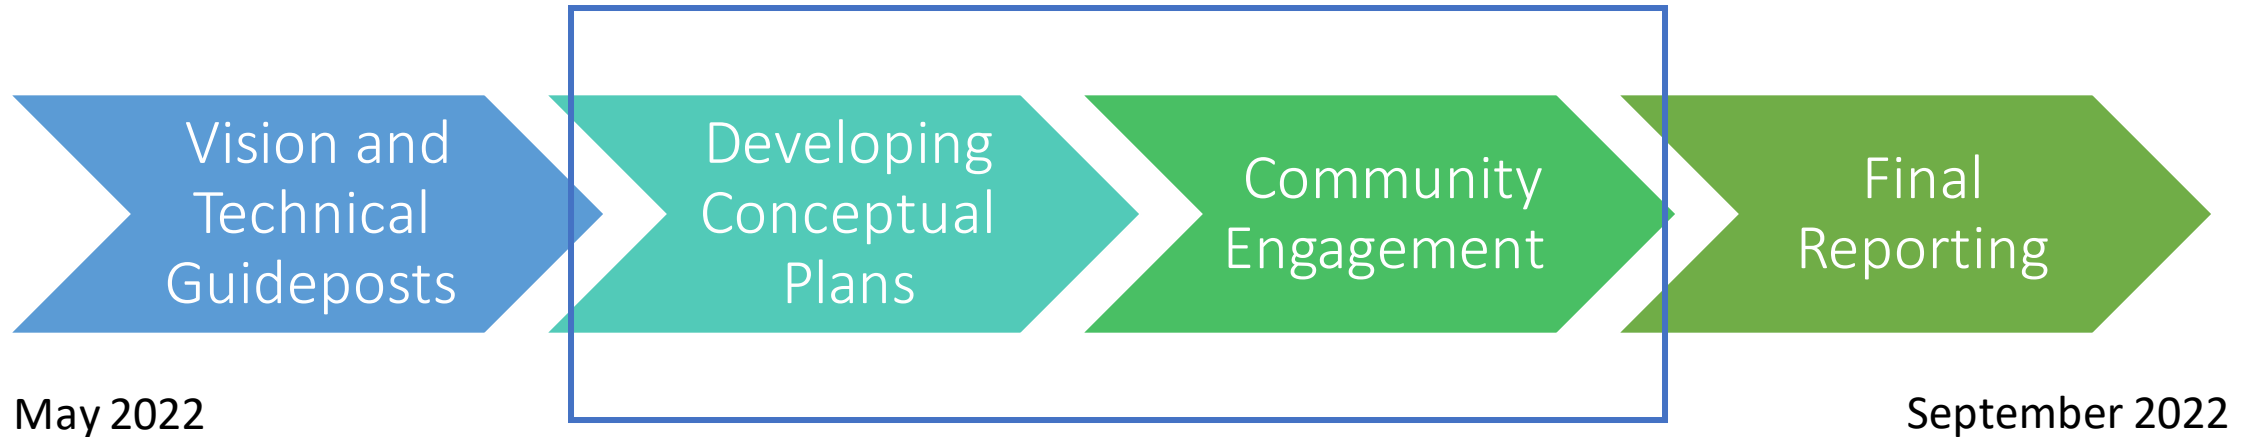 Vision and
Technical
Guideposts
Developing
Conceptual
Plans
Community
Engagement
Final
Reporting
May 2022
September 2022